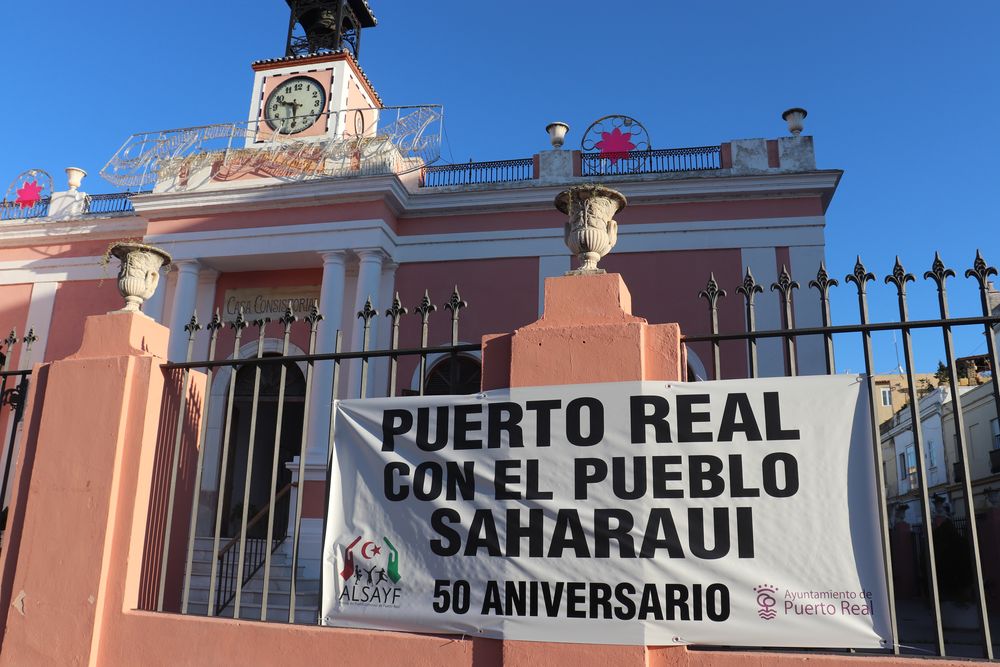 CASA CONSISTORIAL
PUERTO REAL
CON EL PUEBLO
SAHARAUI
50 ANIVERSARIO
ALSAYF
Ayuntamiento de
Puerto Real